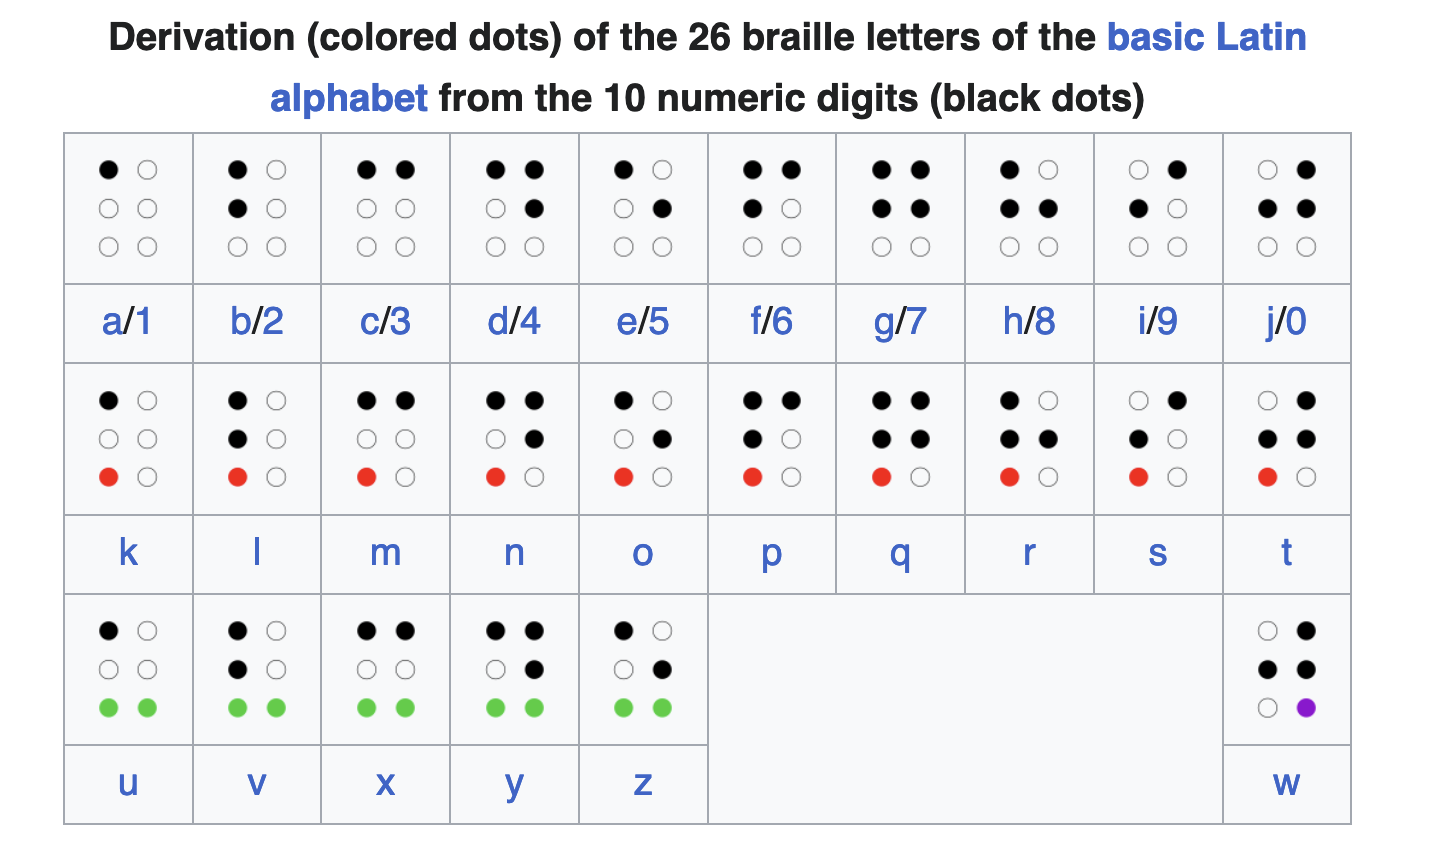 Derivation (colored dots) of the 26 braille letters of the basic Latin
alphabet from the 10 numeric digits (black dots)
a/1 b/2 c/3 d/4 e/5 f/6 g/7 h/8 i/9 j/0
k l m n o p q r s t
u v x y z w